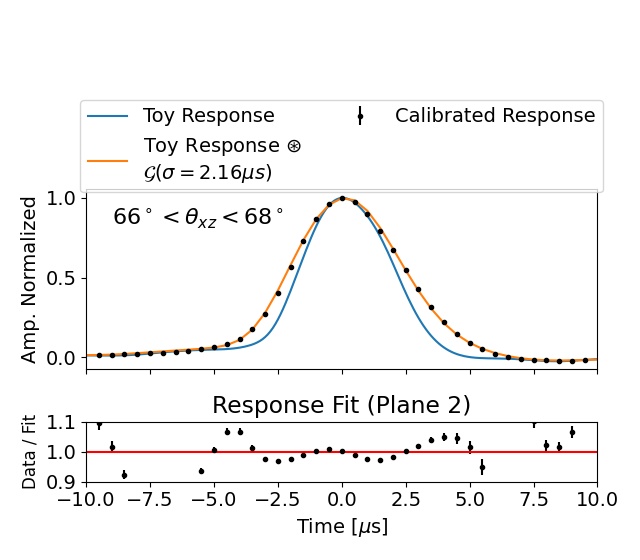 Toy Response
Calibrated Response
Toy Response ⊛
𝒢(σ = 2.16μs)
1.0
66° < θxz < 68°
0.5
0.0
Amp. Normalized
Response Fit (Plane 2)
1.1
1.0
0.9
Data / Fit
−10.0 −7.5 −5.0 −2.5 0.0 2.5 5.0 7.5 10.0
Time [μs]